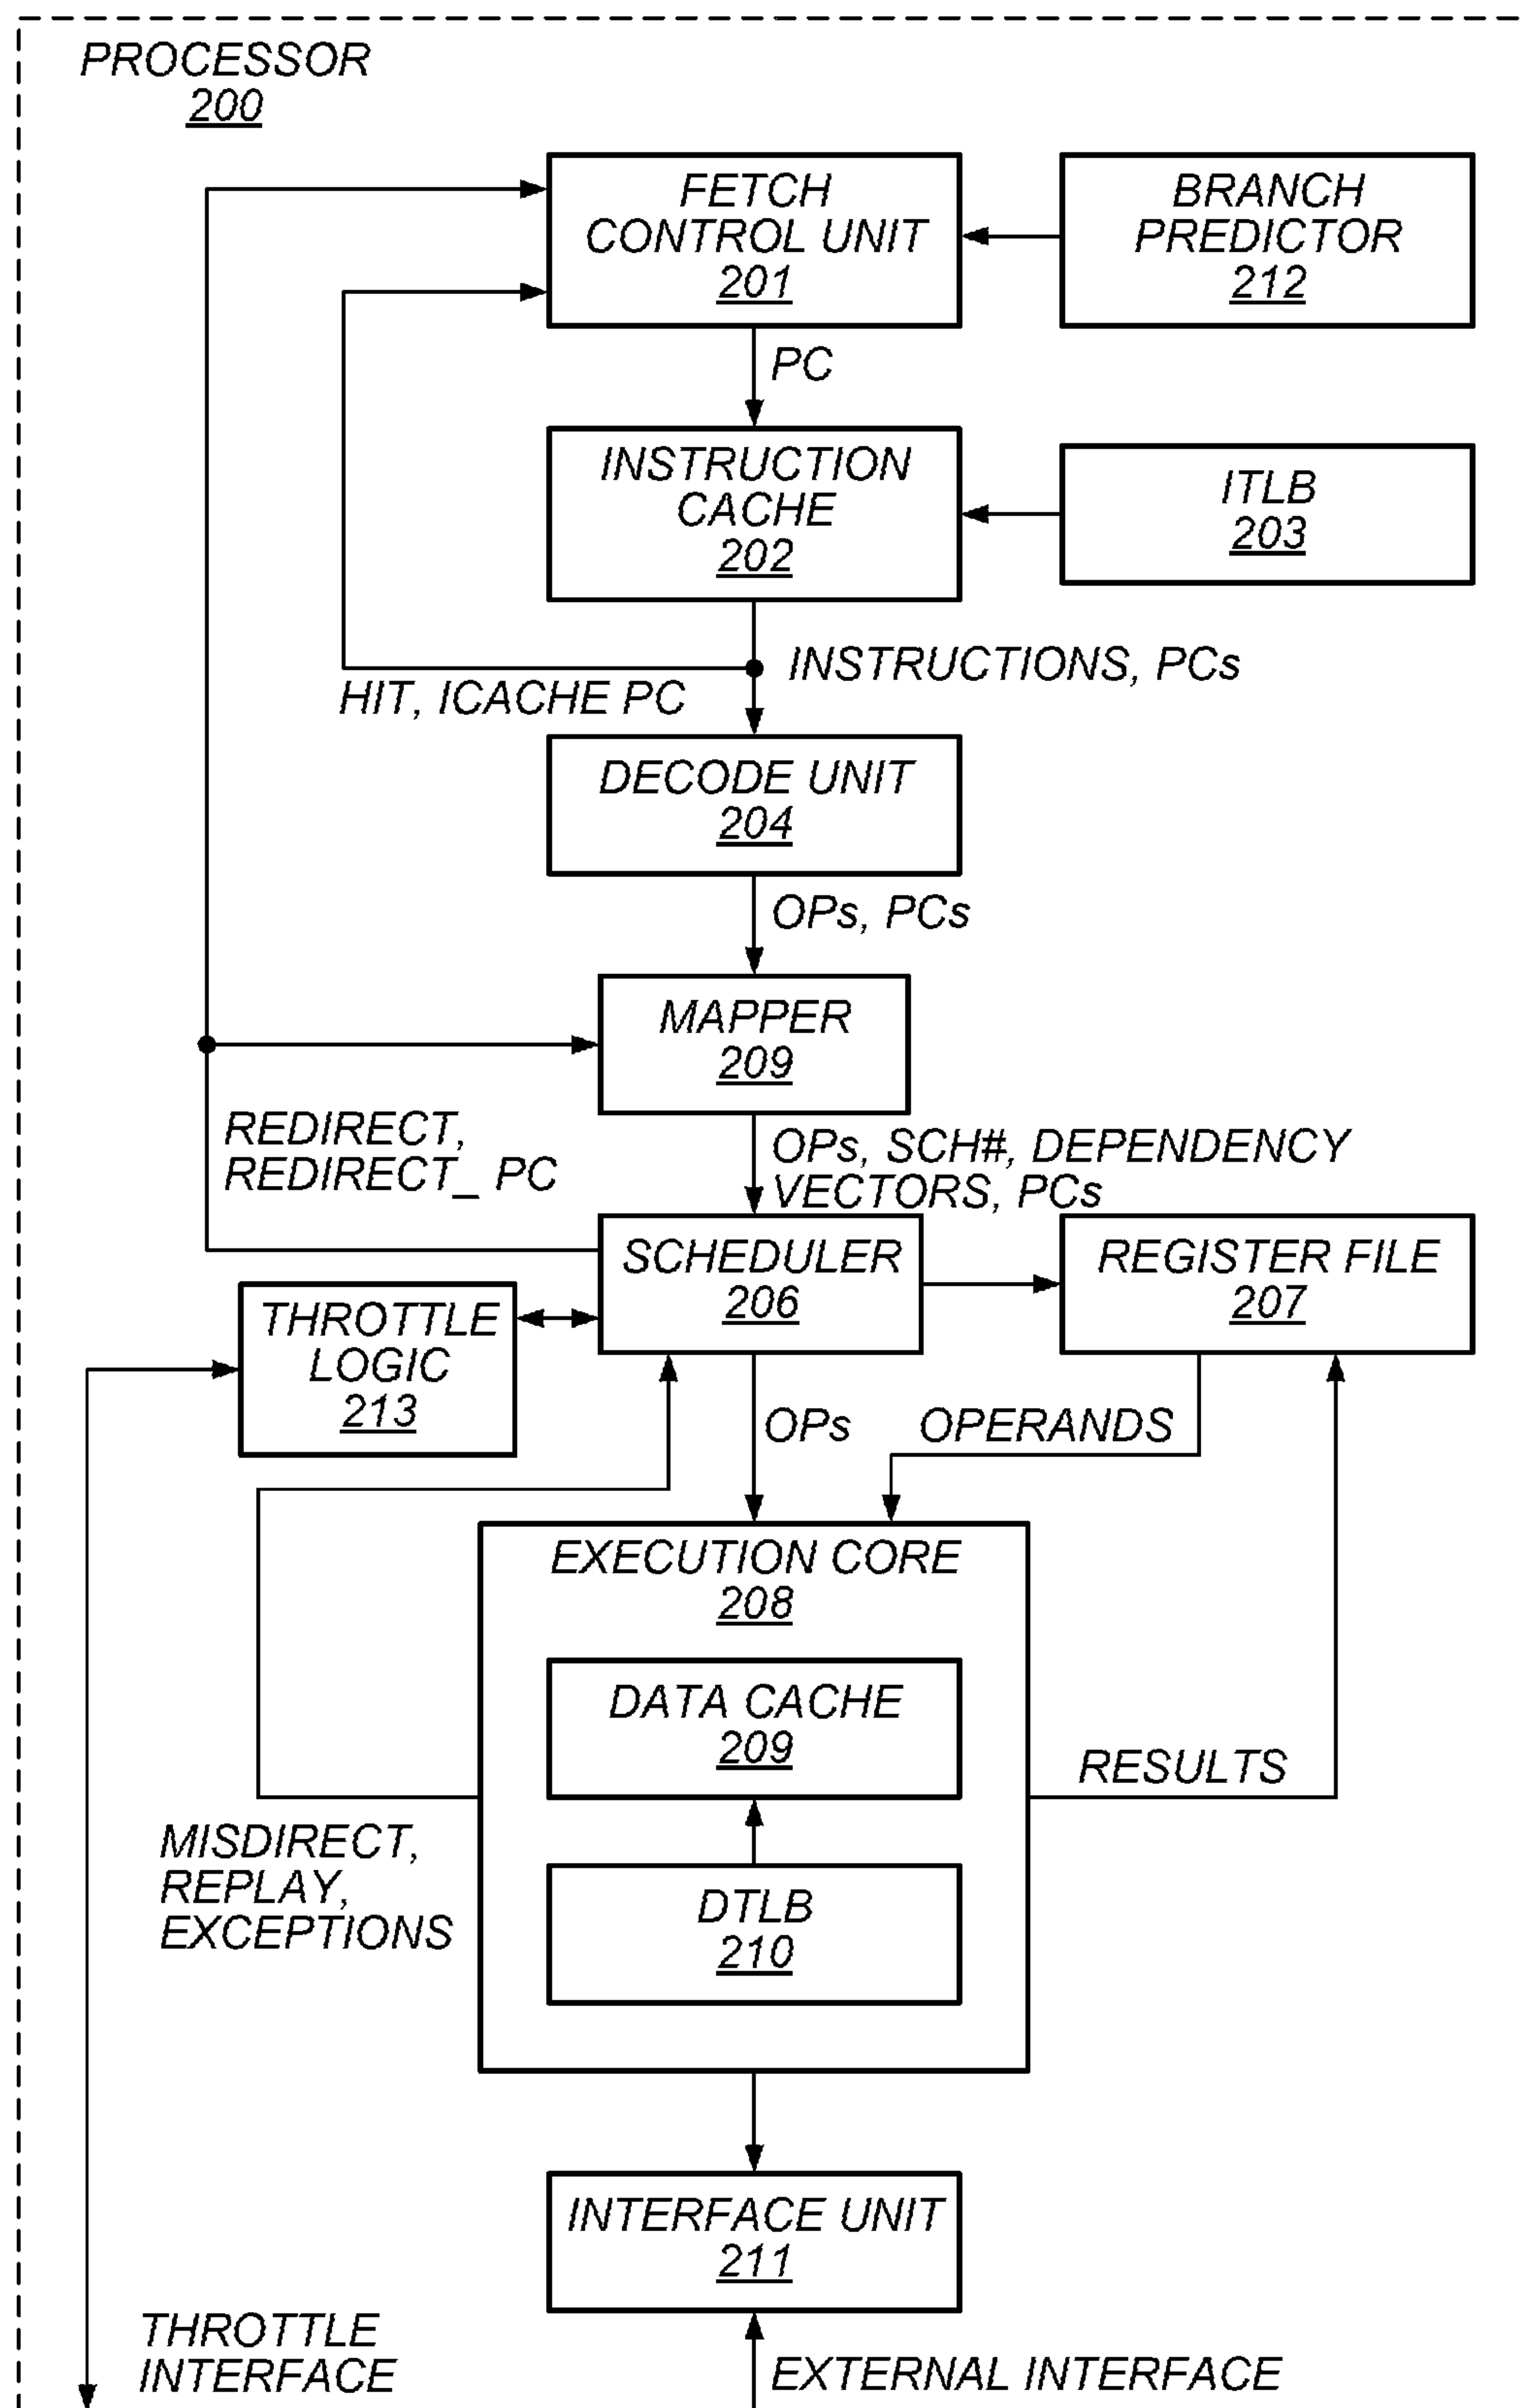 PROCESSOR
200
FETCH
CONTROL UNIT
201
BRANCH
PREDICTOR
212
PC
INSTRUCTION
CACHE
202
ITLB
203
INSTRUCTIONS, PCs
HIT, ICACHE PC
DECODE UNIT
204
OPs, PCs
MAPPER
209
REDIRECT,
REDIRECT_ PC
OPs, SCH#, DEPENDENCY
VECTORS, PCs
SCHEDULER
206
REGISTER FILE
207
THROTTLE
LOGIC
213
OPs
OPERANDS
EXECUTION CORE
208
DATA CACHE
209
RESULTS
MISDIRECT,
REPLAY,
EXCEPTIONS
DTLB
210
INTERFACE UNIT
211
THROTTLE
INTERFACE
EXTERNAL INTERFACE